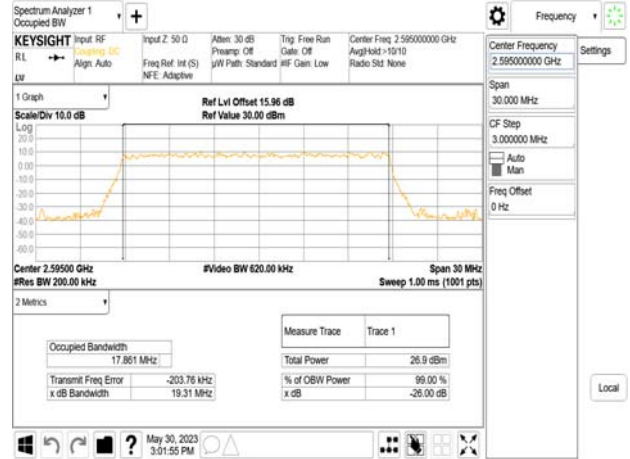 Spectrum Analyzer 1
Occupied BW
Frequency
KEYSIGHT
Input: RF
Coupling: DC
Align: Auto
Input Z: 50 Ω
Freq Ref: Int (S)
NFE: Adaptive
Atten: 30 dB
Preamp: Off
µW Path: Standard
Trig: Free Run
Gate: Off
#IF Gain: Low
Center Freq: 2.595000000 GHz
Avg|Hold:>10/10
Radio Std: None
RL
Center Frequency
2.595000000 GHz
Settings
Span
30.000 MHz
CF Step
3.000000 MHz
Auto
Man
Freq Offset
0 Hz
Local
1 Graph
Scale/Div 10.0 dB
Ref Lvl Offset 15.96 dB
Ref Value 30.00 dBm
Log
20.0
10.0
0.00
-10.0
-20.0
-30.0
-40.0
-50.0
-60.0
Center 2.59500 GHz
#Video BW 620.00 kHz
Span 30 MHz
#Res BW 200.00 kHz
Sweep 1.00 ms (1001 pts)
2 Metrics
Measure Trace Trace 1
Occupied Bandwidth
17.861 MHz
Total Power 26.9 dBm
Transmit Freq Error -203.76 kHz
% of OBW Power 99.00 %
x dB Bandwidth 19.31 MHz
x dB -26.00 dB
May 30, 2023
3:01:55 PM